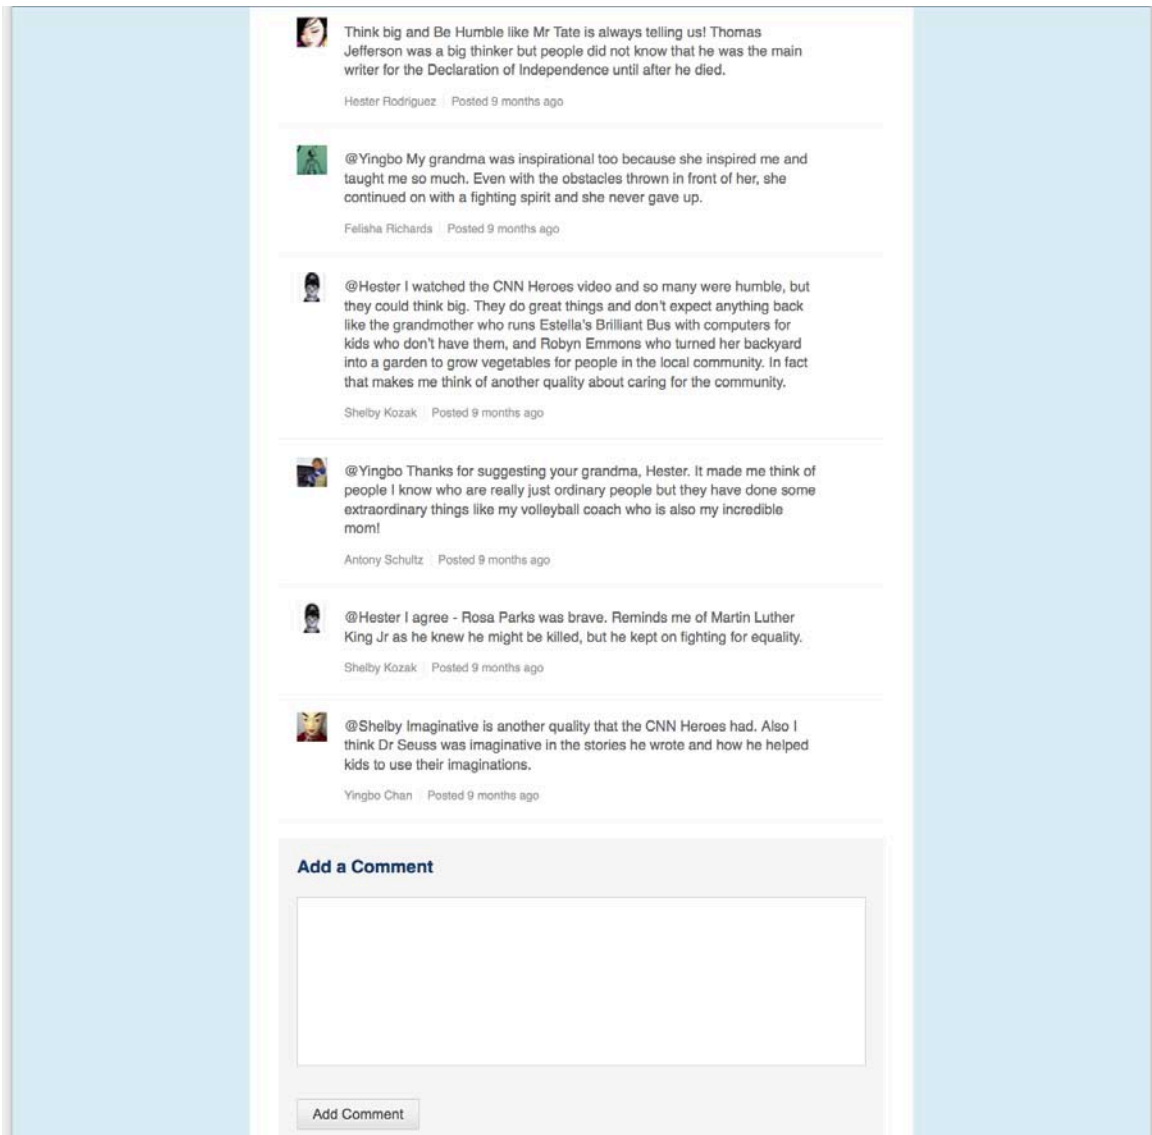 Think big and Be Humble like Mr Tate is always telling us! Thomas
Jefferson was a big thinker but people did not know that he was the main
writer for the Declaration of Independence until after he died.
Hester Rodriguez Posted 9 months ago
@Yingbo My grandma was inspirational too because she inspired me and
taught me so much. Even with the obstacles thrown in front of her, she
continued on with a fighting spirit and she never gave up.
Felisha Richards Posted 9 months ago
@Hester I watched the CNN Heroes video and so many were humble, but
they could think big. They do great things and don't expect anything back
like the grandmother who runs Estella's Brilliant Bus with computers for
kids who don't have them, and Robyn Emmons who turned her backyard
into a garden to grow vegetables for people in the local community. In fact
that makes me think of another quality about caring for the community.
Shelby Kozak Posted 9 months ago
@Yingbo Thanks for suggesting your grandma, Hester. It made me think of
people I know who are really just ordinary people but they have done some
extraordinary things like my volleyball coach who is also my incredible
mom!
Antony Schultz Posted 9 months ago
@Hester I agree - Rosa Parks was brave. Reminds me of Martin Luther
King Jr as he knew he might be killed, but he kept on fighting for equality.
Shelby Kozak Posted 9 months ago
@Shelby Imaginative is another quality that the CNN Heroes had. Also I
think Dr Seuss was imaginative in the stories he wrote and how he helped
kids to use their imaginations.
Yingbo Chan Posted 9 months ago
Add a Comment
Add Comment